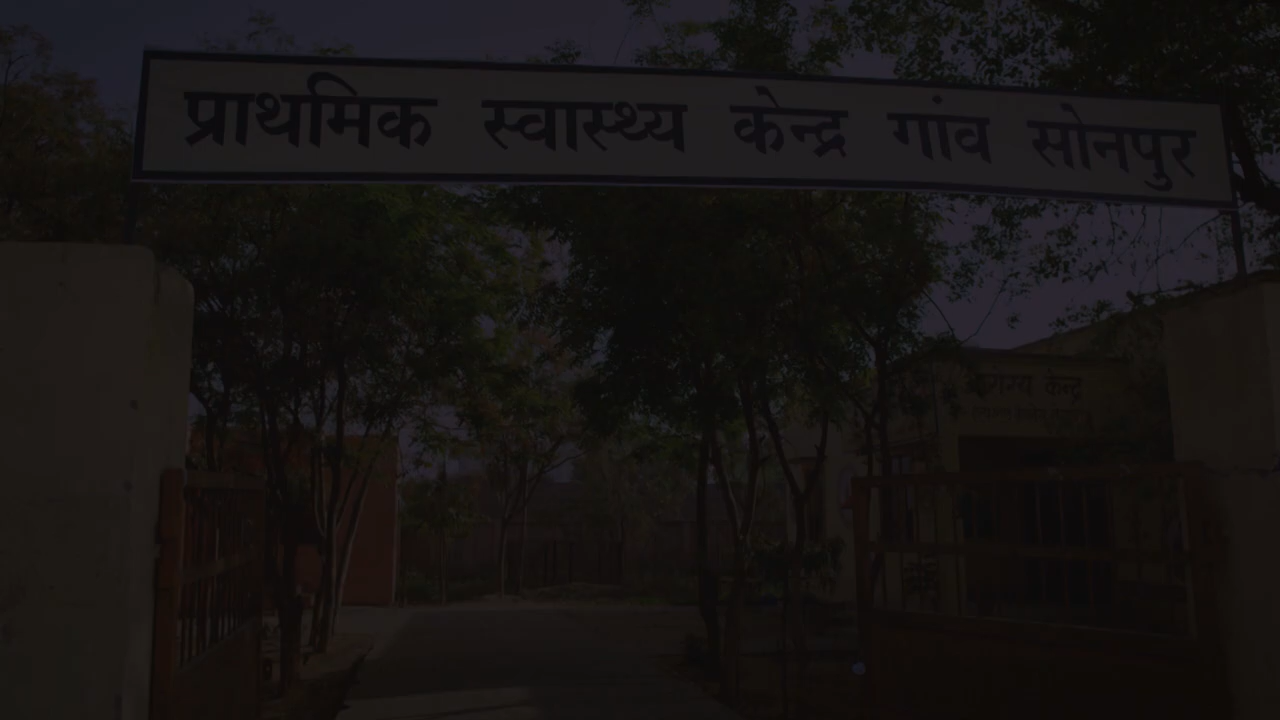 प्राथमिक स्वास्थ्य केन्द्र गांव सोनपुर
केन्द्र